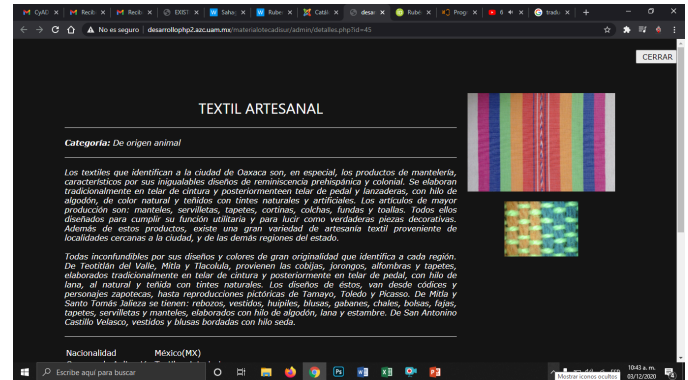 CyAD
Recib
Recib
EXIST
Saha
Rube
Catál
desa
Rubé
Prog
6
tradu
No es seguro | desarrollophp2.azc.uam.mx/materialotecadisur/admin/detalles.php?id=45
CERRAR
TEXTIL ARTESANAL
Categoría: De origen animal
Los textiles que identifican a la ciudad de Oaxaca son, en especial, los productos de mantelería,
característicos por sus inigualables diseños de reminiscencia prehispánica y colonial. Se elaboran
tradicionalmente en telar de cintura y posteriormenteen telar de pedal y lanzaderas, con hilo de
algodón, de color natural y teñidos con tintes naturales y artificiales. Los artículos de mayor
producción son: manteles, servilletas, tapetes, cortinas, colchas, fundas y toallas. Todos ellos
diseñados para cumplir su función utilitaria y para lucir como verdaderas piezas decorativas.
Además de estos productos, existe una gran variedad de artesanía textil proveniente de
localidades cercanas a la ciudad, y de las demás regiones del estado.
Todas inconfundibles por sus diseños y colores de gran originalidad que identifica a cada región.
De Teotitlán del Valle, Mitla y Tlacolula, provienen las cobijas, jorongos, alfombras y tapetes,
elaborados tradicionalmente en telar de cintura y posteriormente en telar de pedal, con hilo de
lana, al natural y teñida con tintes naturales. Los diseños de éstos, van desde códices y
personajes zapotecas, hasta reproducciones pictóricas de Tamayo, Toledo y Picasso. De Mitla y
Santo Tomás Jalieza se tienen: rebozos, vestidos, huipiles, blusas, gabanes, chales, bolsas, fajas,
tapetes, servilletas y manteles, elaborados con hilo de algodón, lana y estambre. De San Antonino
Castillo Velasco, vestidos y blusas bordadas con hilo seda.
Nacionalidad México(MX)
Escribe aquí para buscar
10:43 a. m.
03/12/2020
Mostrar iconos ocultos